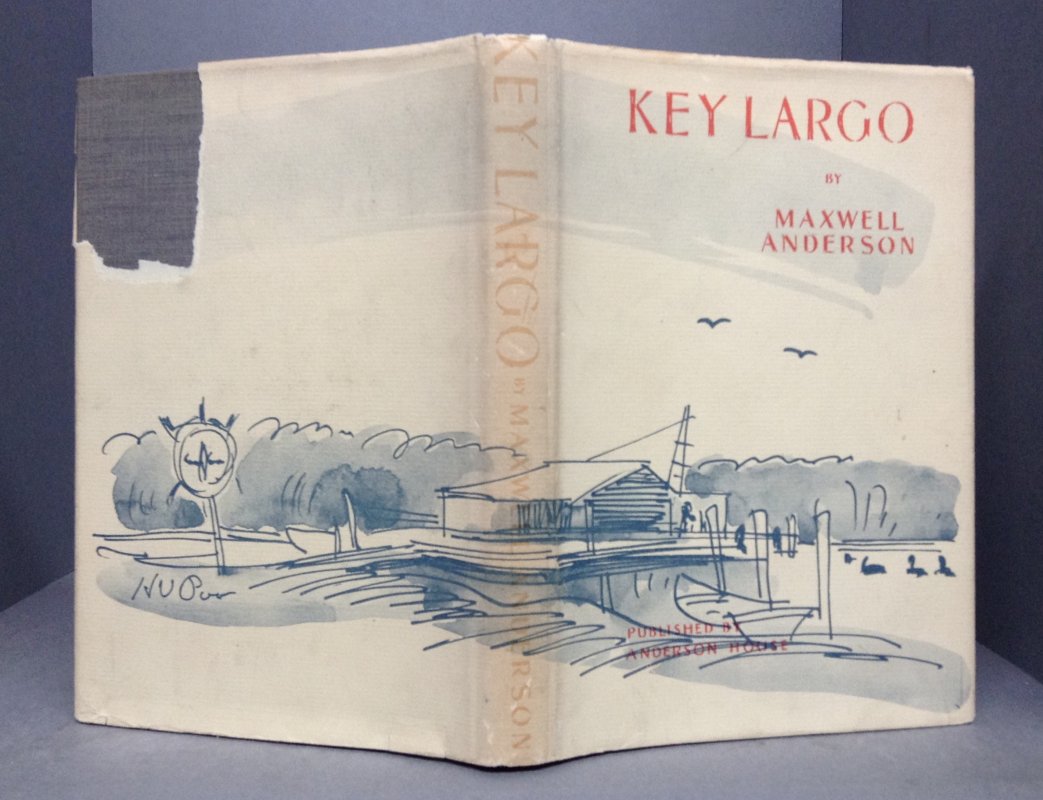 KEY LARGO BY MAXWELL ANDERSON
KEY LARGO
BY
MAXWELL
ANDERSON
PUBLISHED BY
ANDERSON HOUSE